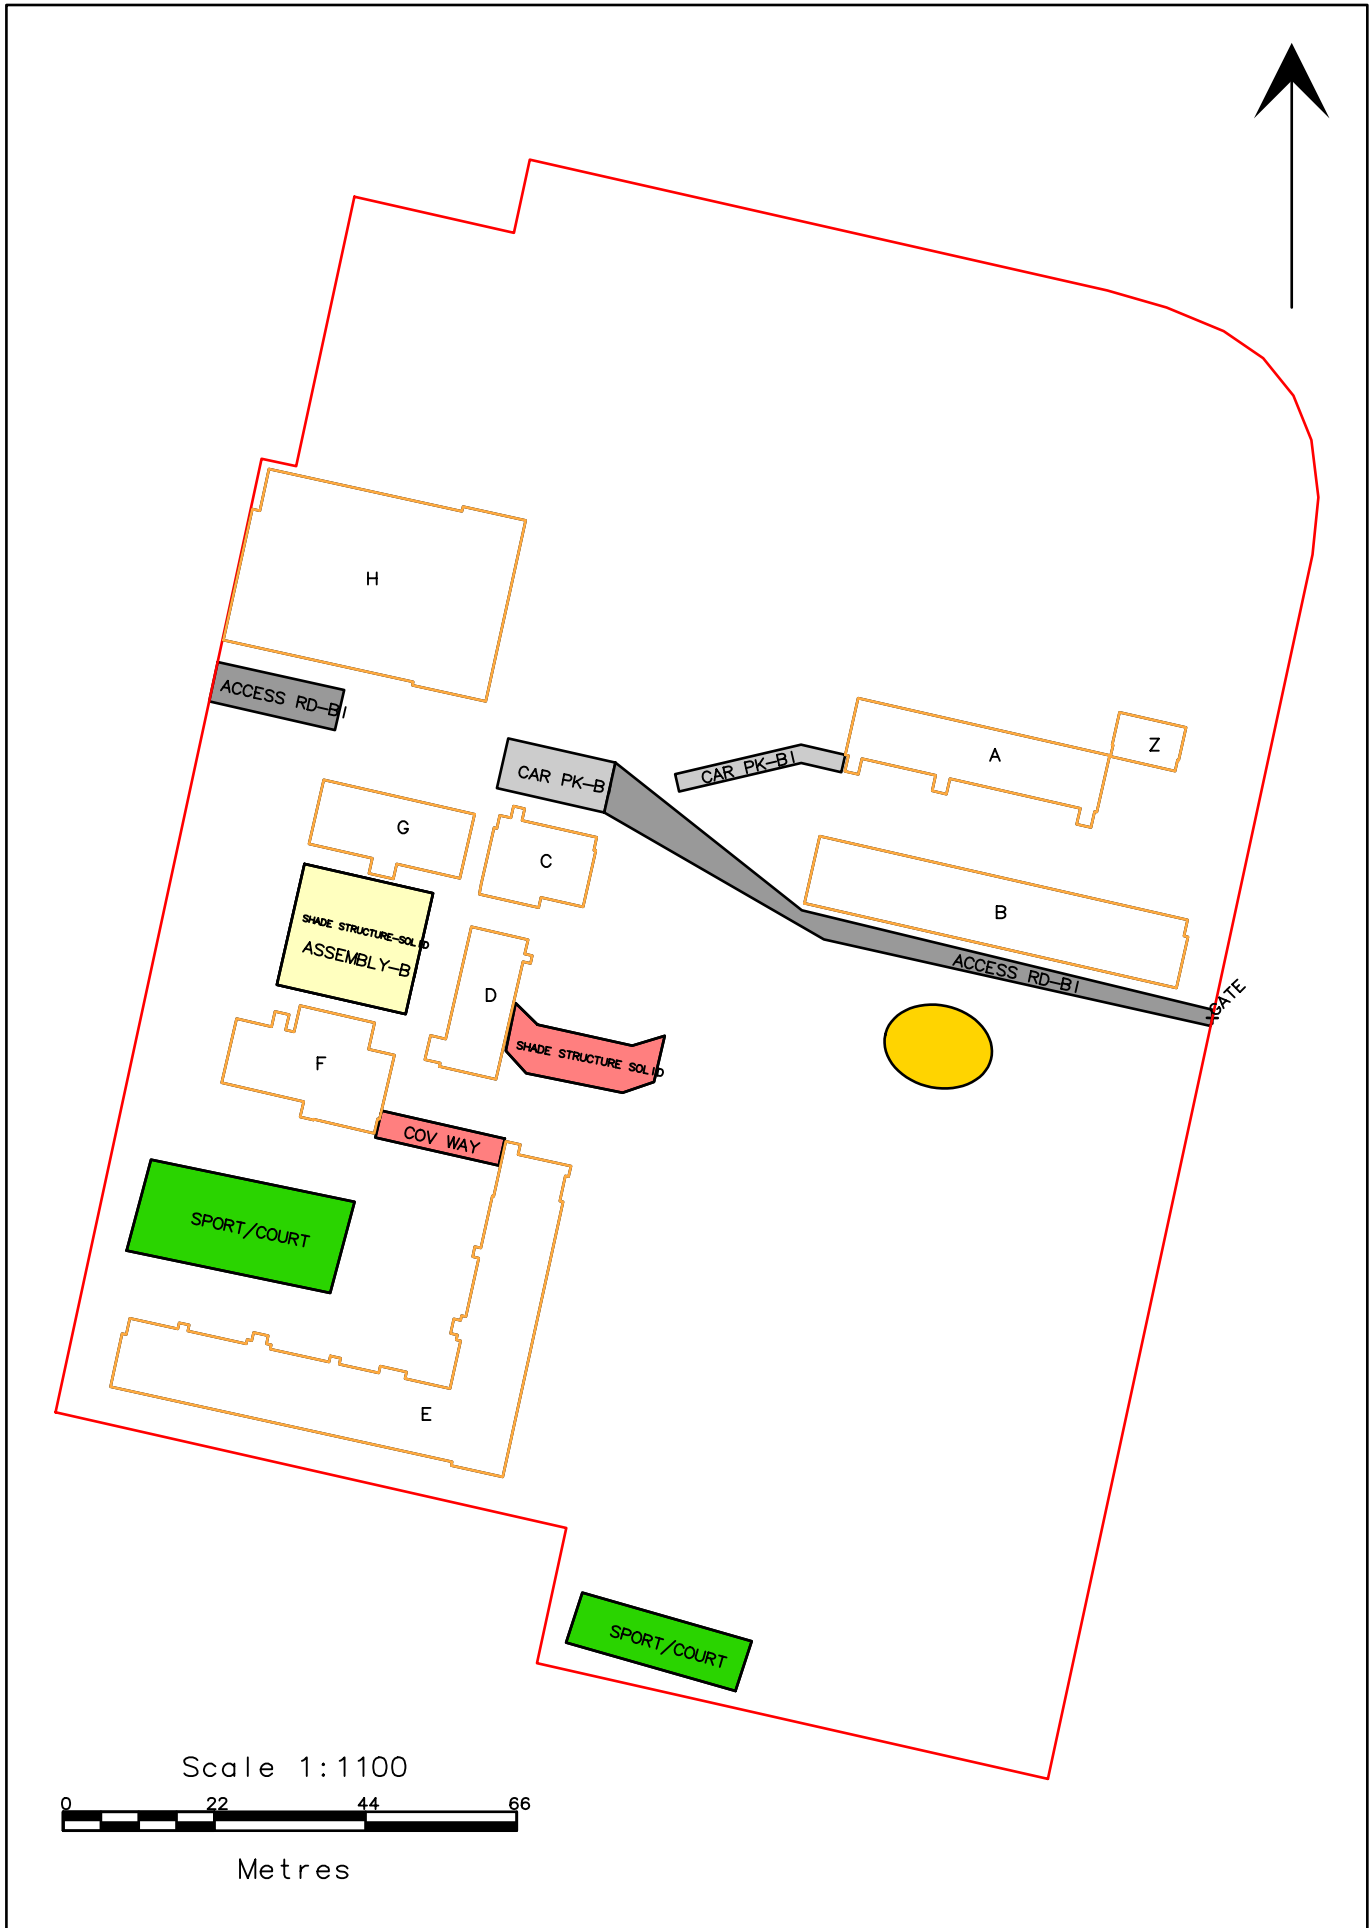 H
ACCESS RD-BI
CAR PK-B
CAR PK-BI
A
Z
G
C
B
SHADE STRUCTURE-SOLID
ASSEMBLY-B
ACCESS RD-BI
GATE
D
F
SHADE STRUCTURE SOLID
COV WAY
SPORT/COURT
E
SPORT/COURT
Scale 1:1100
0 22 44 66
Metres